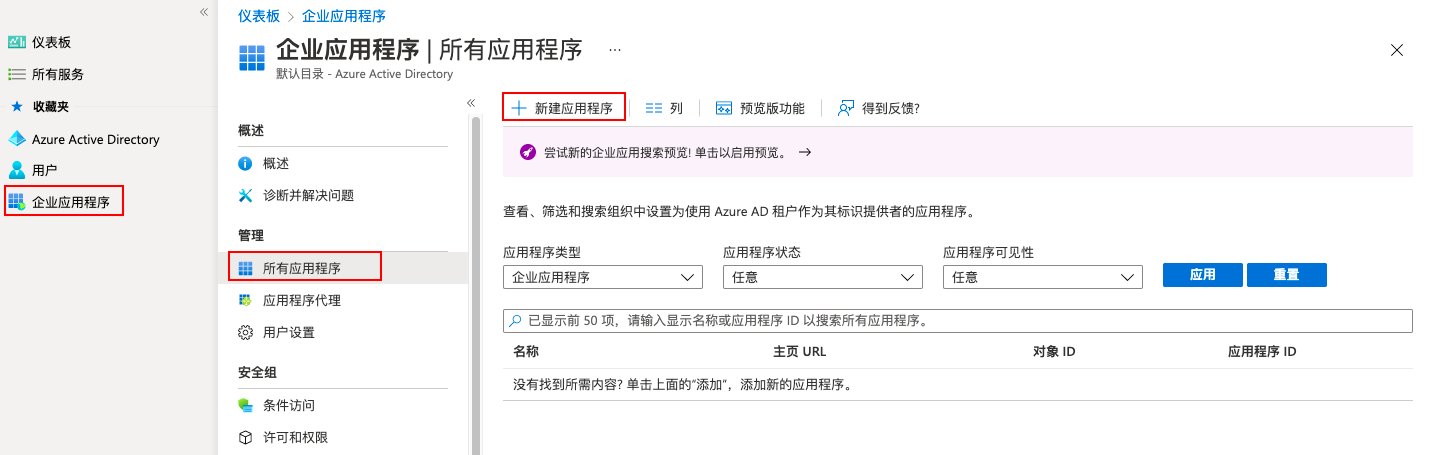 仪表板
所有服务
收藏夹
Azure Active Directory
用户
企业应用程序
仪表板 > 企业应用程序
企业应用程序 | 所有应用程序 ...
默认目录 - Azure Active Directory
概述
概述
诊断并解决问题
管理
所有应用程序
应用程序代理
用户设置
安全组
条件访问
许可和权限
新建应用程序 列 预览版功能 得到反馈?
尝试新的企业应用搜索预览! 单击以启用预览。 →
查看、筛选和搜索组织中设置为使用 Azure AD 租户作为其标识提供者的应用程序。
应用程序类型 应用程序状态 应用程序可见性
企业应用程序 任意 任意 应用 重置
已显示前 50 项，请输入显示名称或应用程序 ID 以搜索所有应用程序。
名称 主页 URL 对象 ID 应用程序 ID
没有找到所需内容? 单击上面的“添加”，添加新的应用程序。